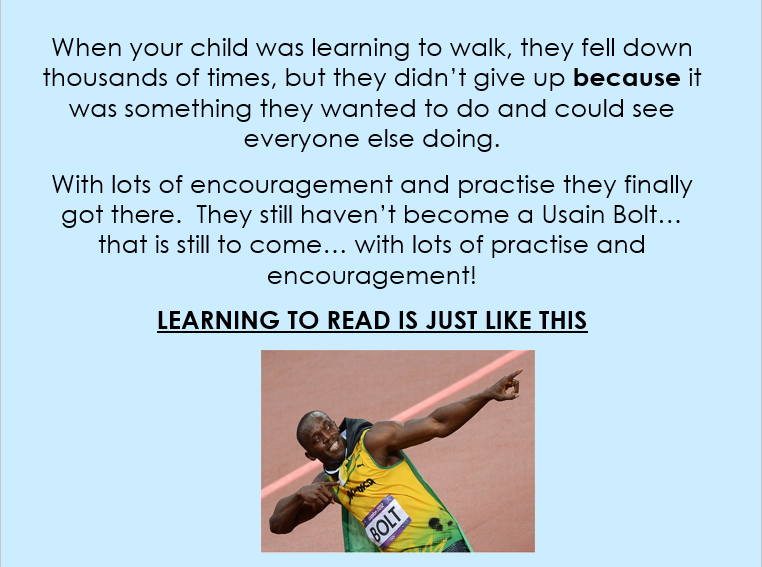 When your child was learning to walk, they fell down
thousands of times, but they didn’t give up because it
was something they wanted to do and could see
everyone else doing.
With lots of encouragement and practise they finally
got there.  They still haven’t become a Usain Bolt…
that is still to come… with lots of practise and
encouragement!
LEARNING TO READ IS JUST LIKE THIS
BOLT